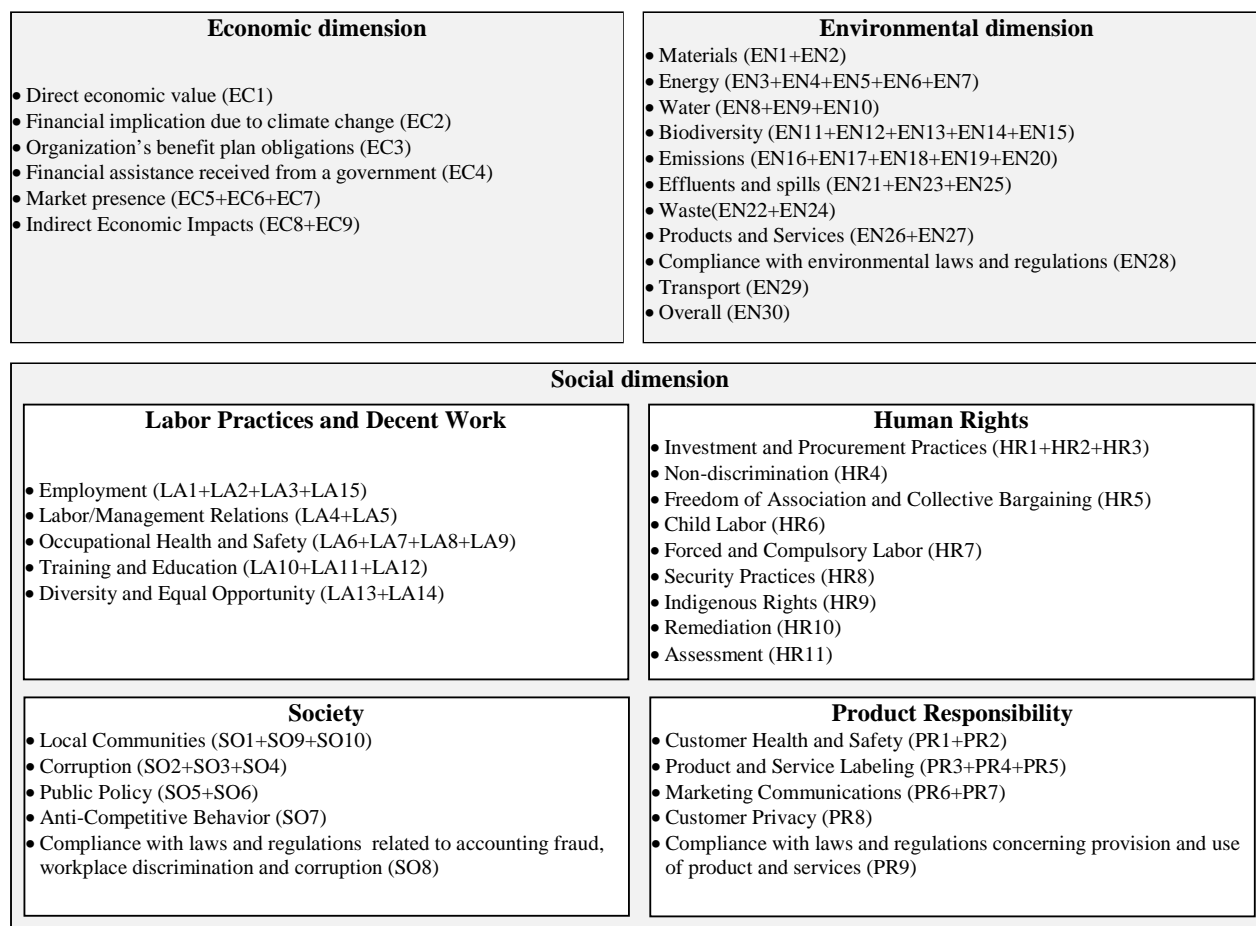 Economic dimension
• Direct economic value (EC1)
• Financial implication due to climate change (EC2)
• Organization’s benefit plan obligations (EC3)
• Financial assistance received from a government (EC4)
• Market presence (EC5+EC6+EC7)
• Indirect Economic Impacts (EC8+EC9)
Environmental dimension
• Materials (EN1+EN2)
• Energy (EN3+EN4+EN5+EN6+EN7)
• Water (EN8+EN9+EN10)
• Biodiversity (EN11+EN12+EN13+EN14+EN15)
• Emissions (EN16+EN17+EN18+EN19+EN20)
• Effluents and spills (EN21+EN23+EN25)
• Waste(EN22+EN24)
• Products and Services (EN26+EN27)
• Compliance with environmental laws and regulations (EN28)
• Transport (EN29)
• Overall (EN30)
Social dimension
Labor Practices and Decent Work
• Employment (LA1+LA2+LA3+LA15)
• Labor/Management Relations (LA4+LA5)
• Occupational Health and Safety (LA6+LA7+LA8+LA9)
• Training and Education (LA10+LA11+LA12)
• Diversity and Equal Opportunity (LA13+LA14)
Human Rights
• Investment and Procurement Practices (HR1+HR2+HR3)
• Non-discrimination (HR4)
• Freedom of Association and Collective Bargaining (HR5)
• Child Labor (HR6)
• Forced and Compulsory Labor (HR7)
• Security Practices (HR8)
• Indigenous Rights (HR9)
• Remediation (HR10)
• Assessment (HR11)
Society
• Local Communities (SO1+SO9+SO10)
• Corruption (SO2+SO3+SO4)
• Public Policy (SO5+SO6)
• Anti-Competitive Behavior (SO7)
• Compliance with laws and regulations related to accounting fraud,
workplace discrimination and corruption (SO8)
Product Responsibility
• Customer Health and Safety (PR1+PR2)
• Product and Service Labeling (PR3+PR4+PR5)
• Marketing Communications (PR6+PR7)
• Customer Privacy (PR8)
• Compliance with laws and regulations concerning provision and use
of product and services (PR9)